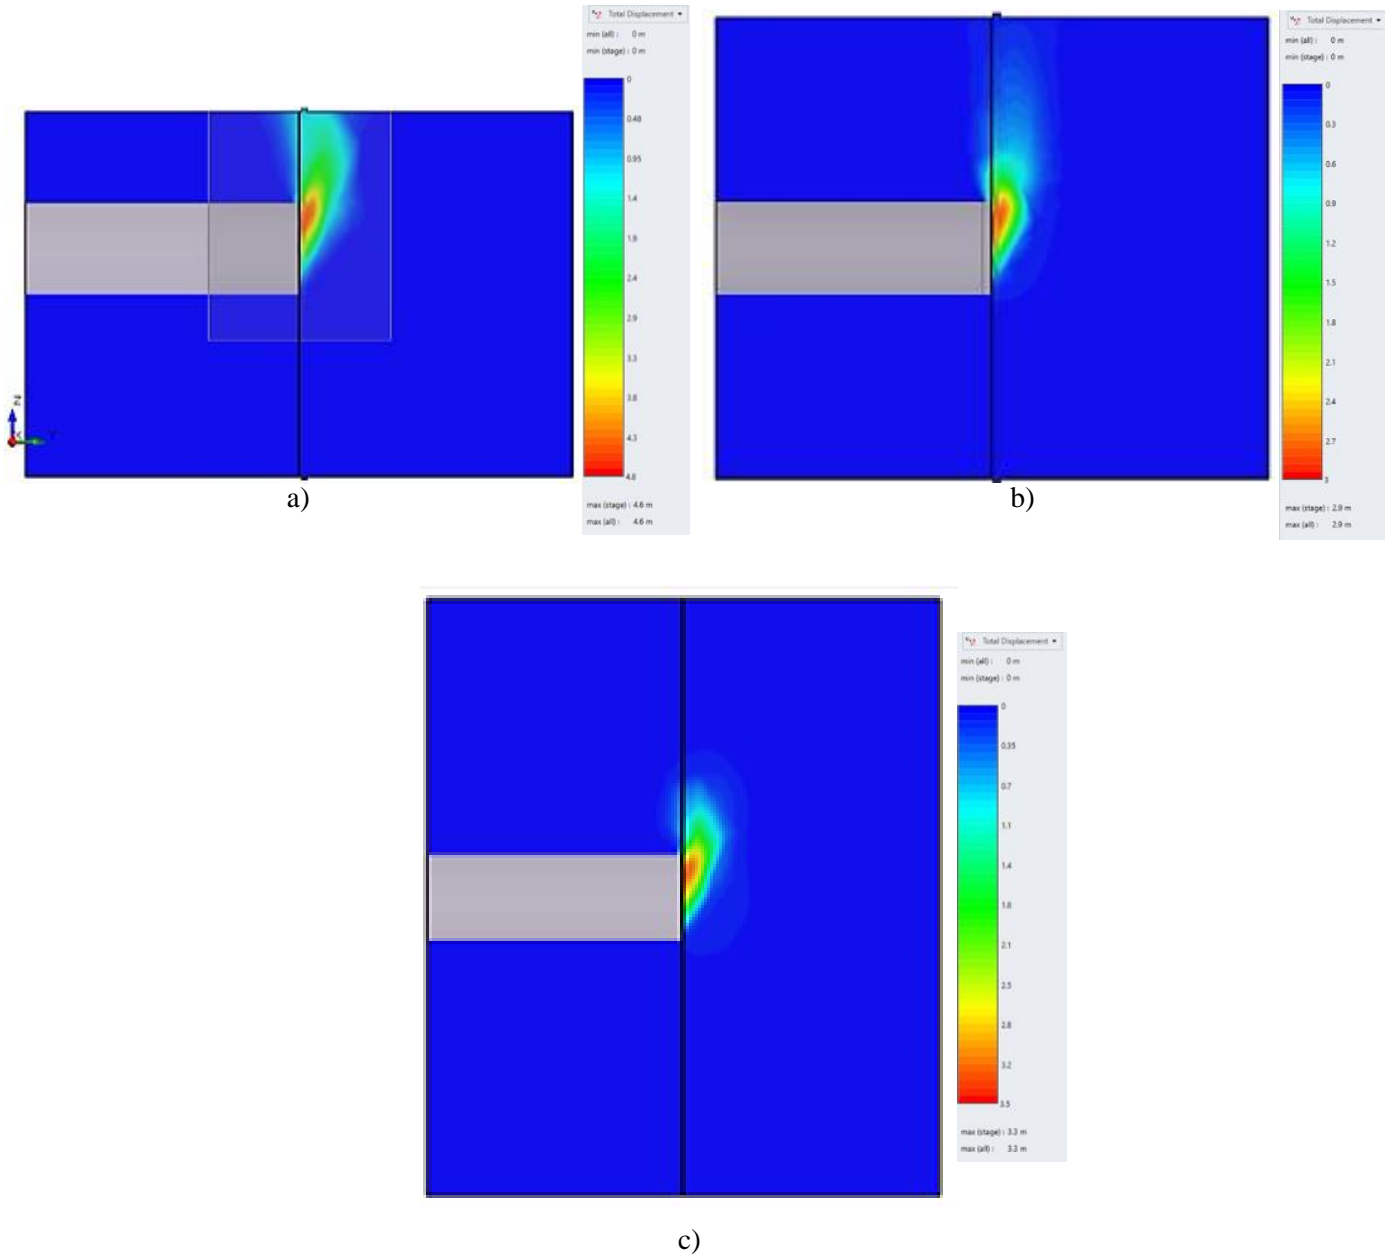 Total Displacement
min (all) : 0 m
min (stage) : 0 m
0
0.48
0.95
1.4
1.9
2.4
2.9
3.3
3.8
4.3
4.8
max (stage) : 4.6 m
max (all) : 4.6 m
Z
Y
a)
Total Displacement
min (all) : 0 m
min (stage) : 0 m
0
0.3
0.6
0.9
1.2
1.5
1.8
2.1
2.4
2.7
3
max (stage) : 2.9 m
max (all) : 2.9 m
b)
Total Displacement
min (all) : 0 m
min (stage) : 0 m
0
0.35
0.7
1.1
1.4
1.8
2.1
2.5
2.8
3.2
3.5
max (stage) : 3.3 m
max (all) : 3.3 m
c)